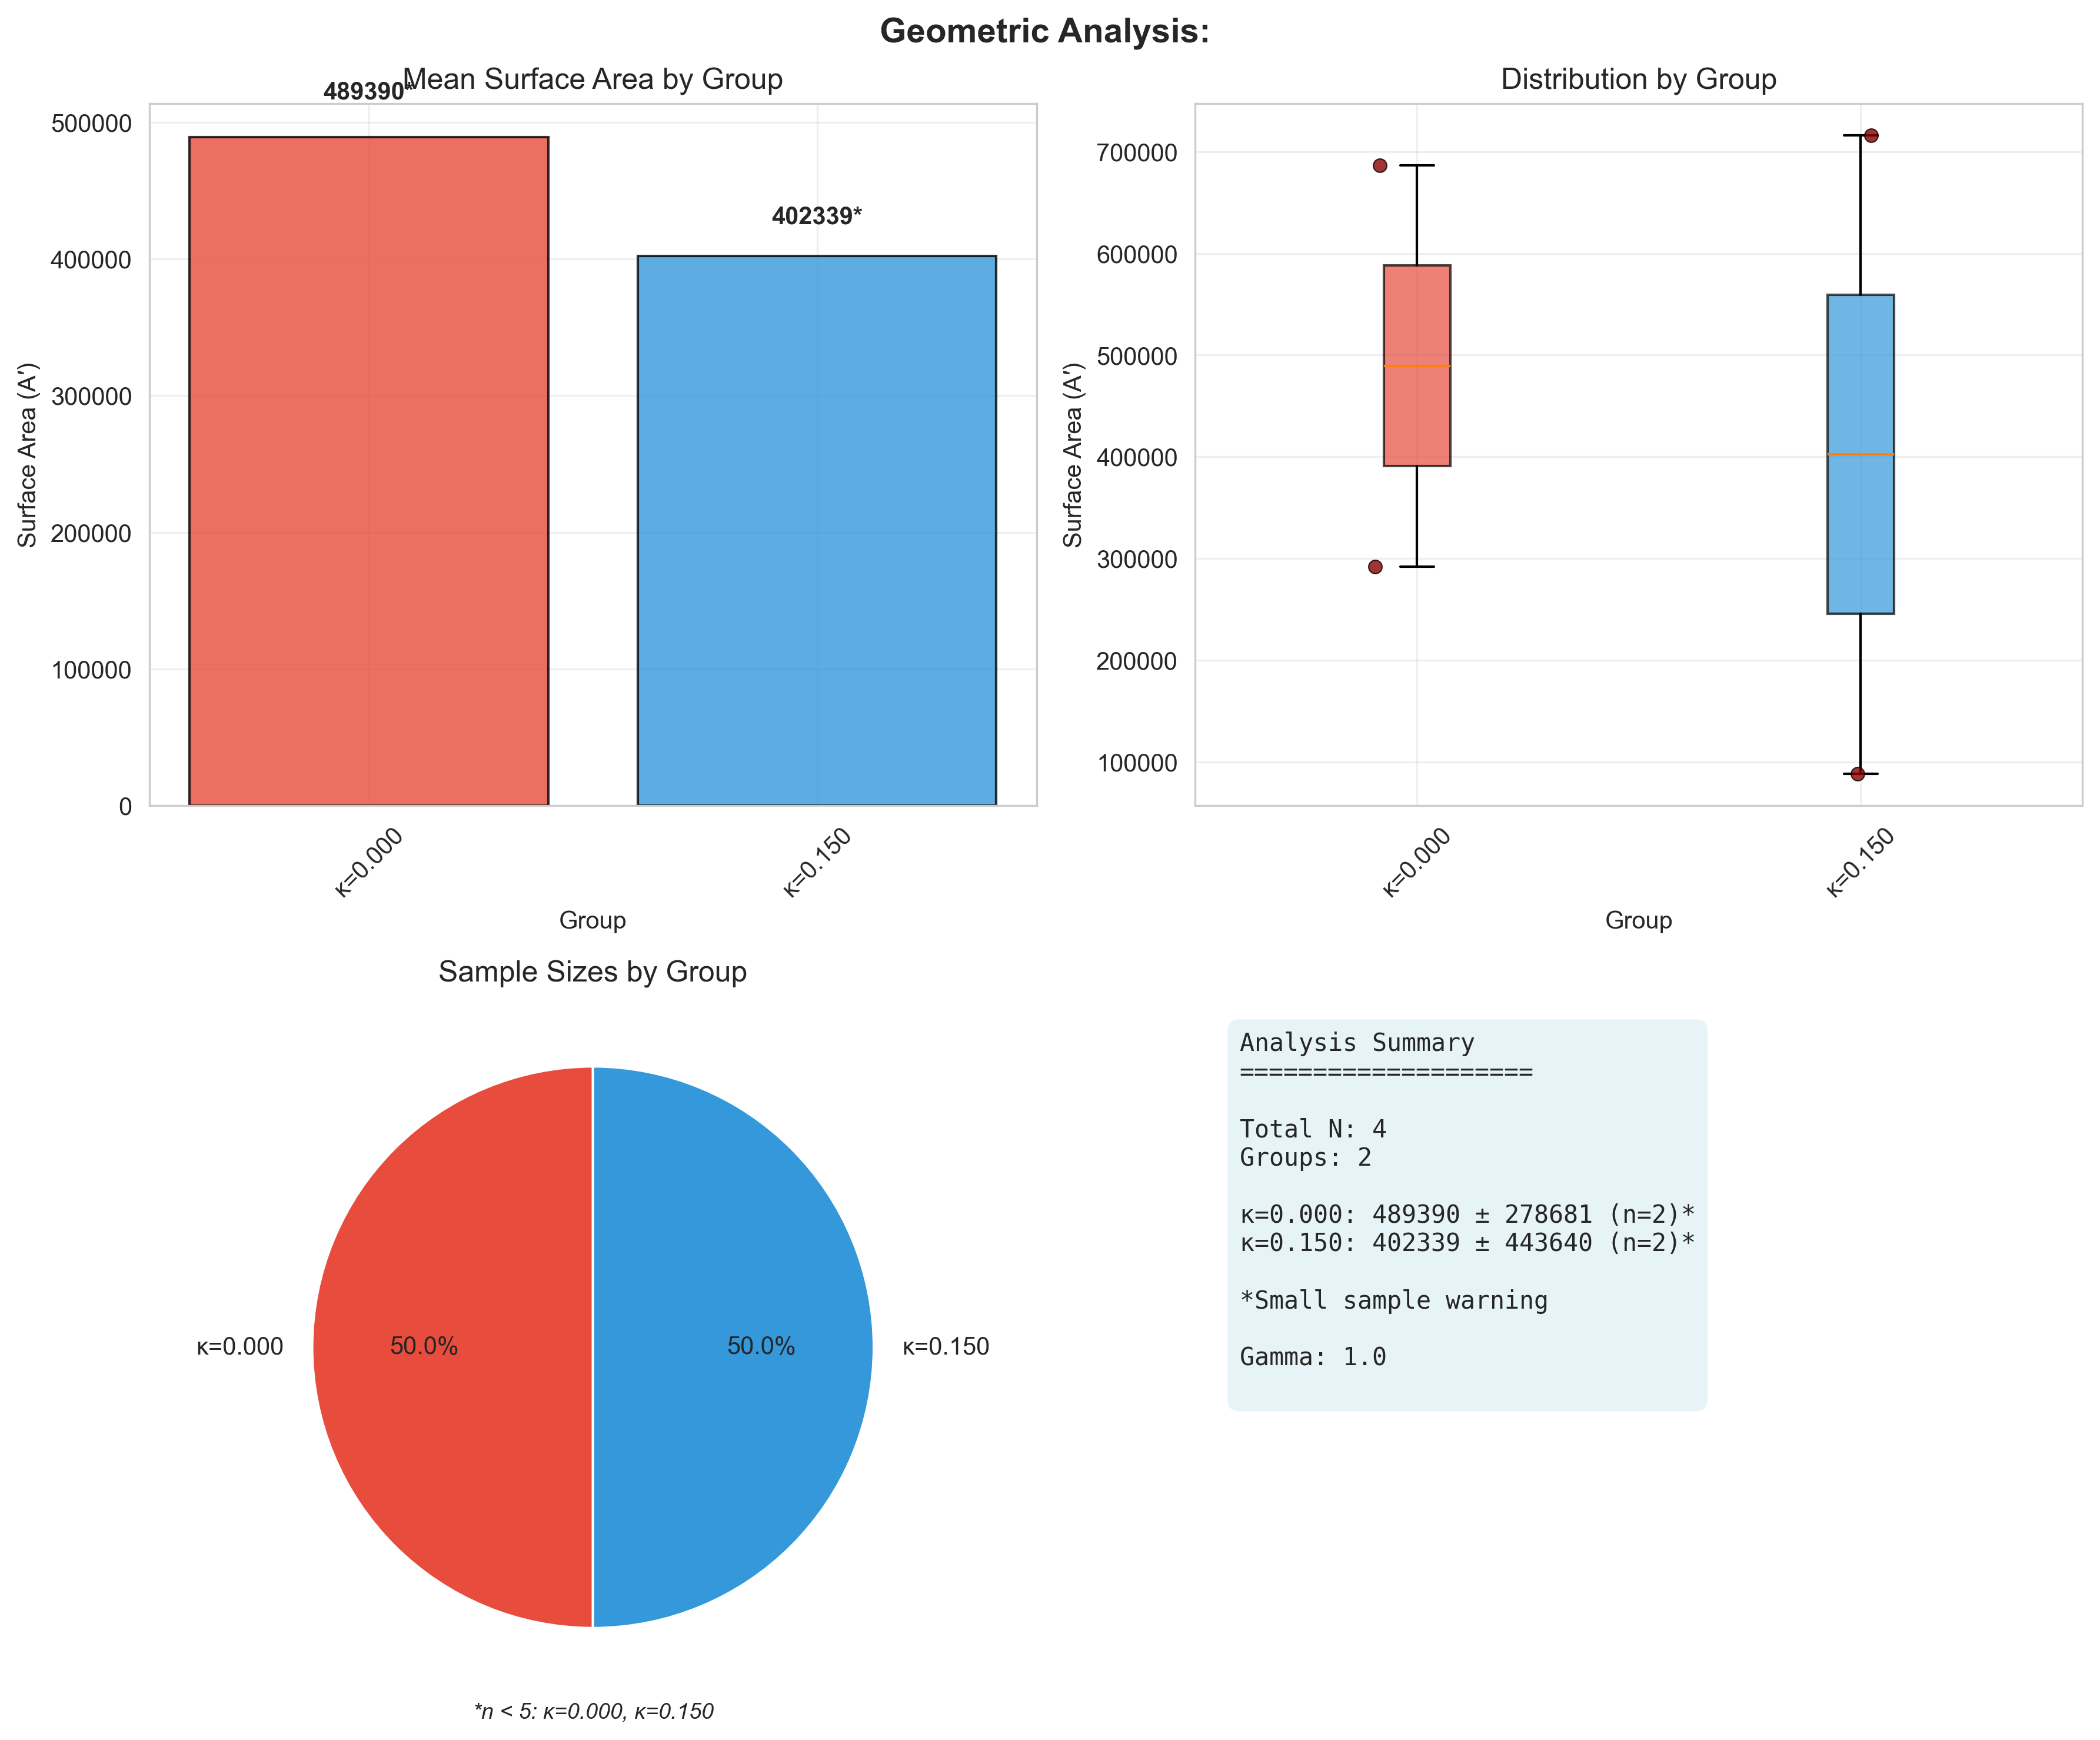 Geometric Analysis:
Mean Surface Area by Group
489390*
402339*
500000
400000
300000
200000
100000
0
Surface Area (A')
κ=0.000
κ=0.150
Group
Distribution by Group
700000
600000
500000
400000
300000
200000
100000
Surface Area (A')
κ=0.000
κ=0.150
Group
Sample Sizes by Group
κ=0.000
50.0%
50.0%
κ=0.150
*n < 5: κ=0.000, κ=0.150
Analysis Summary
====================
Total N: 4
Groups: 2
κ=0.000: 489390 ± 278681 (n=2)*
κ=0.150: 402339 ± 443640 (n=2)*
*Small sample warning
Gamma: 1.0